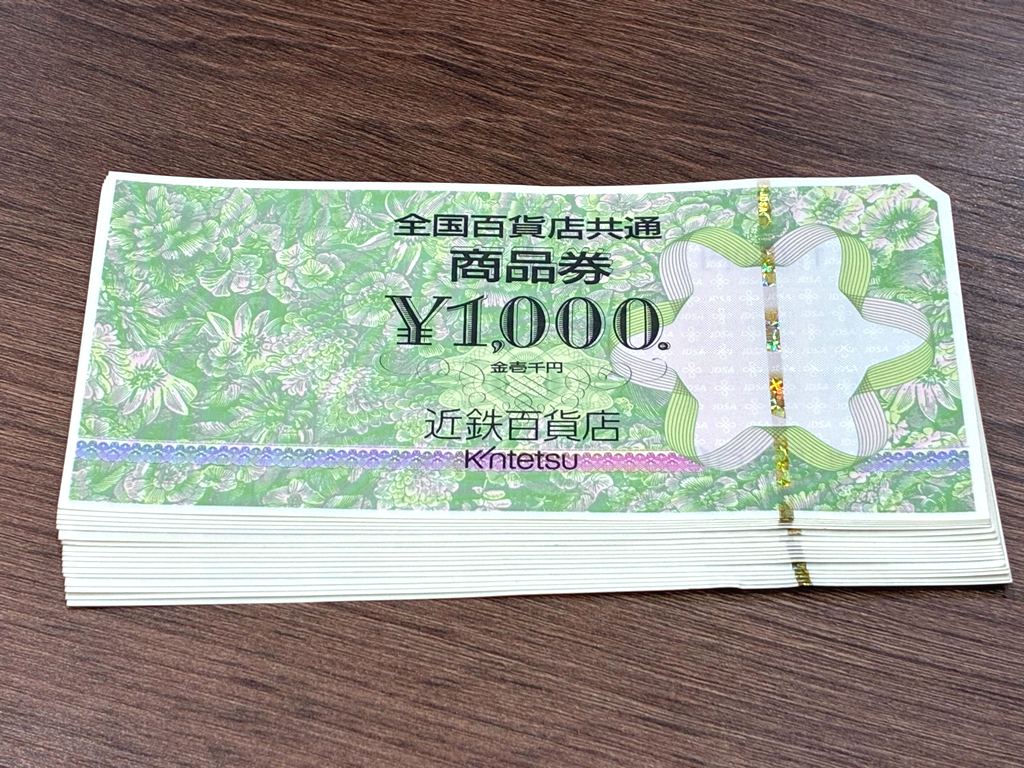 全国百貨店共通
商品券
¥1,000.
金壱千円
近鉄百貨店
Kintetsu
JDSA